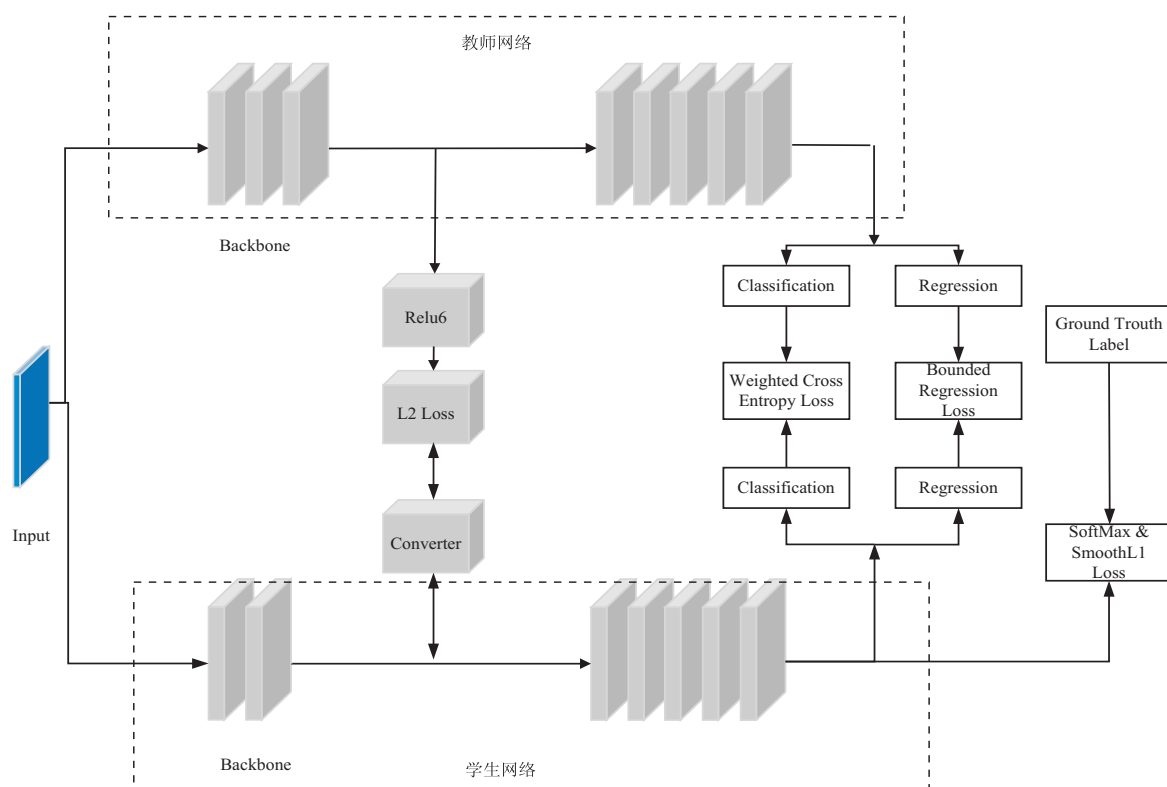 教师网络
Backbone
Classification
Regression
Relu6
Ground Trouth
Label
Weighted Cross
Entropy Loss
Bounded
Regression
Loss
L2 Loss
Classification
Regression
Input
Converter
SoftMax &
SmoothL1
Loss
Backbone
学生网络